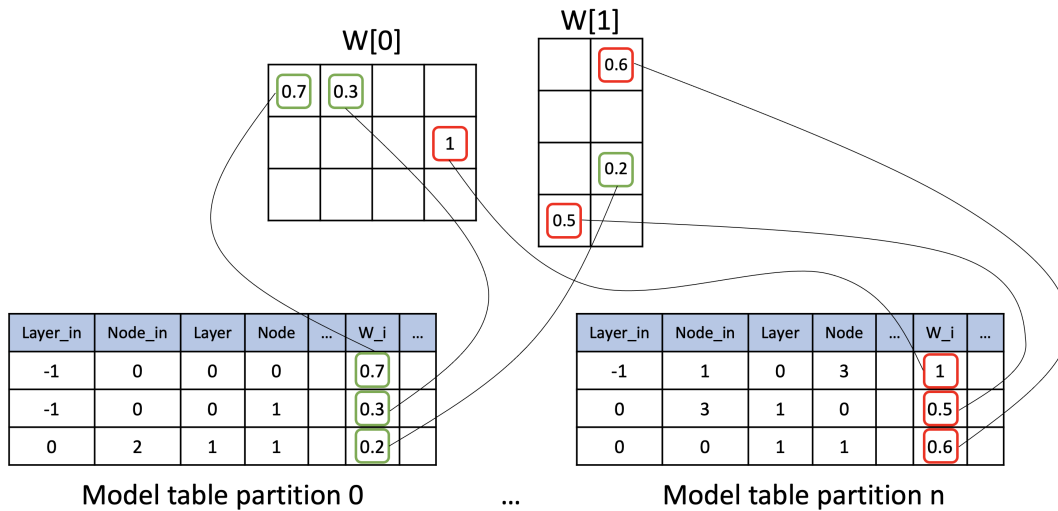 W[0]
W[1]
0.7 0.3
1
0.6
0.2
0.5
Layer_in Node_in Layer Node ... W_i ...
-1 0 0 0 0.7
-1 0 0 1 0.3
0 2 1 1 0.2
Model table partition 0
...
Layer_in Node_in Layer Node ... W_i ...
-1 1 0 3 1
0 3 1 0 0.5
0 0 1 1 0.6
Model table partition n